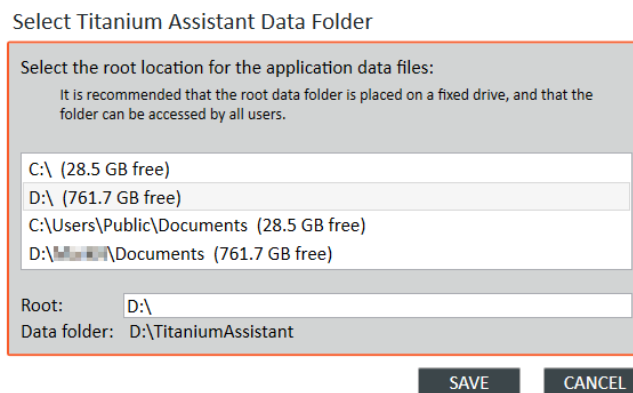 Select Titanium Assistant Data Folder
Select the root location for the application data files:
It is recommended that the root data folder is placed on a fixed drive, and that the
folder can be accessed by all users.
C:\ (28.5 GB free)
D:\ (761.7 GB free)
C:\Users\Public\Documents (28.5 GB free)
D:\ \Documents (761.7 GB free)
Root: D:\
Data folder: D:\TitaniumAssistant
SAVE CANCEL